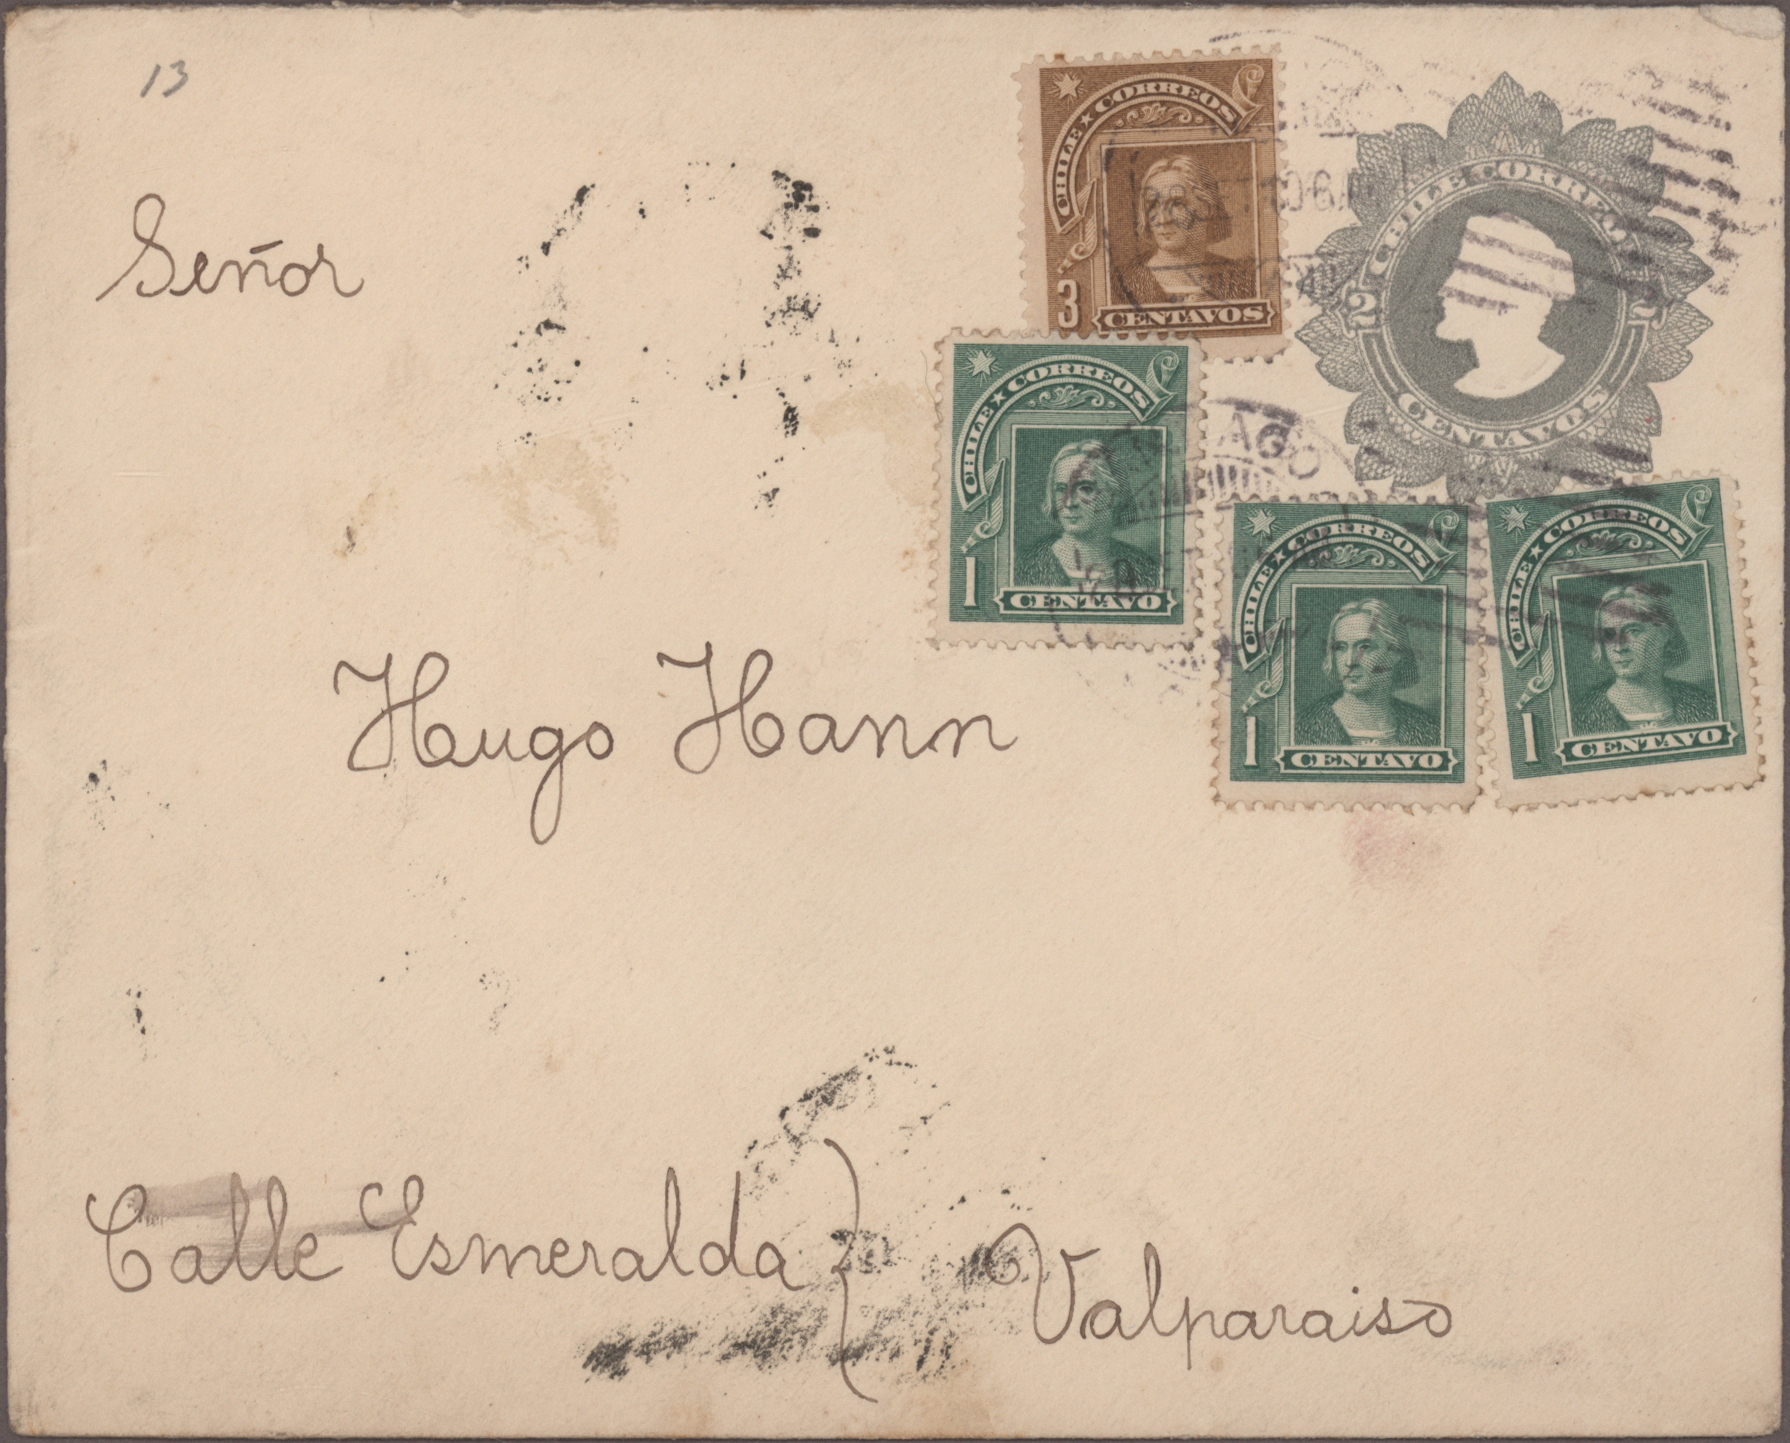 13
Señor
CHILE ★ CORREOS
3
CENTAVOS
CHILE CORREOS
2 2
CENTAVOS
CHILE ★ CORREOS
1
CENTAVO
CHILE ★ CORREOS
1
CENTAVO
CHILE ★ CORREOS
1
CENTAVO
Hugo Hann
Calle Esmeralda
Valparaiso